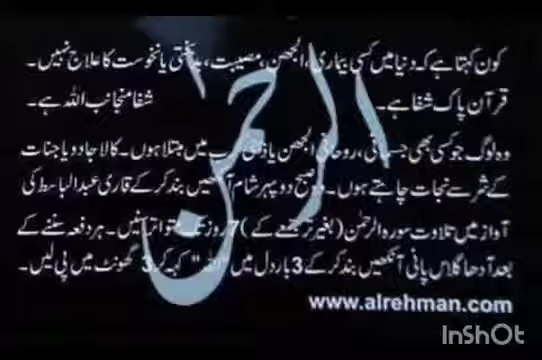 کون کہتا ہے کہ دنیا میں کسی بیماری، الجھن، مصیبت، بدبختی یا نحوست کا علاج نہیں۔
قرآن پاک شفا ہے۔ شفا منجانب اللہ ہے۔
وہ لوگ جو کسی بھی جسمانی، روحانی الجھن یا میں مبتلا ہوں۔ کالا جادو یا جنات
کے شر سے نجات چاہتے ہوں۔ وہ صبح دوپہر شام آنکھیں بند کر کے قاری عبدالباسط کی
آواز میں تلاوت سورہ الرحمٰن (بغیر ترجمے کے) 7 روز تک متواتر سنیں۔ ہر دفعہ سننے کے
بعد آدھا گلاس پانی آنکھیں بند کر کے 3 بار دل میں "اللہ" کہہ کر 3 گھونٹ میں پی لیں۔
الرحمٰن
www.alrehman.com
InShOt